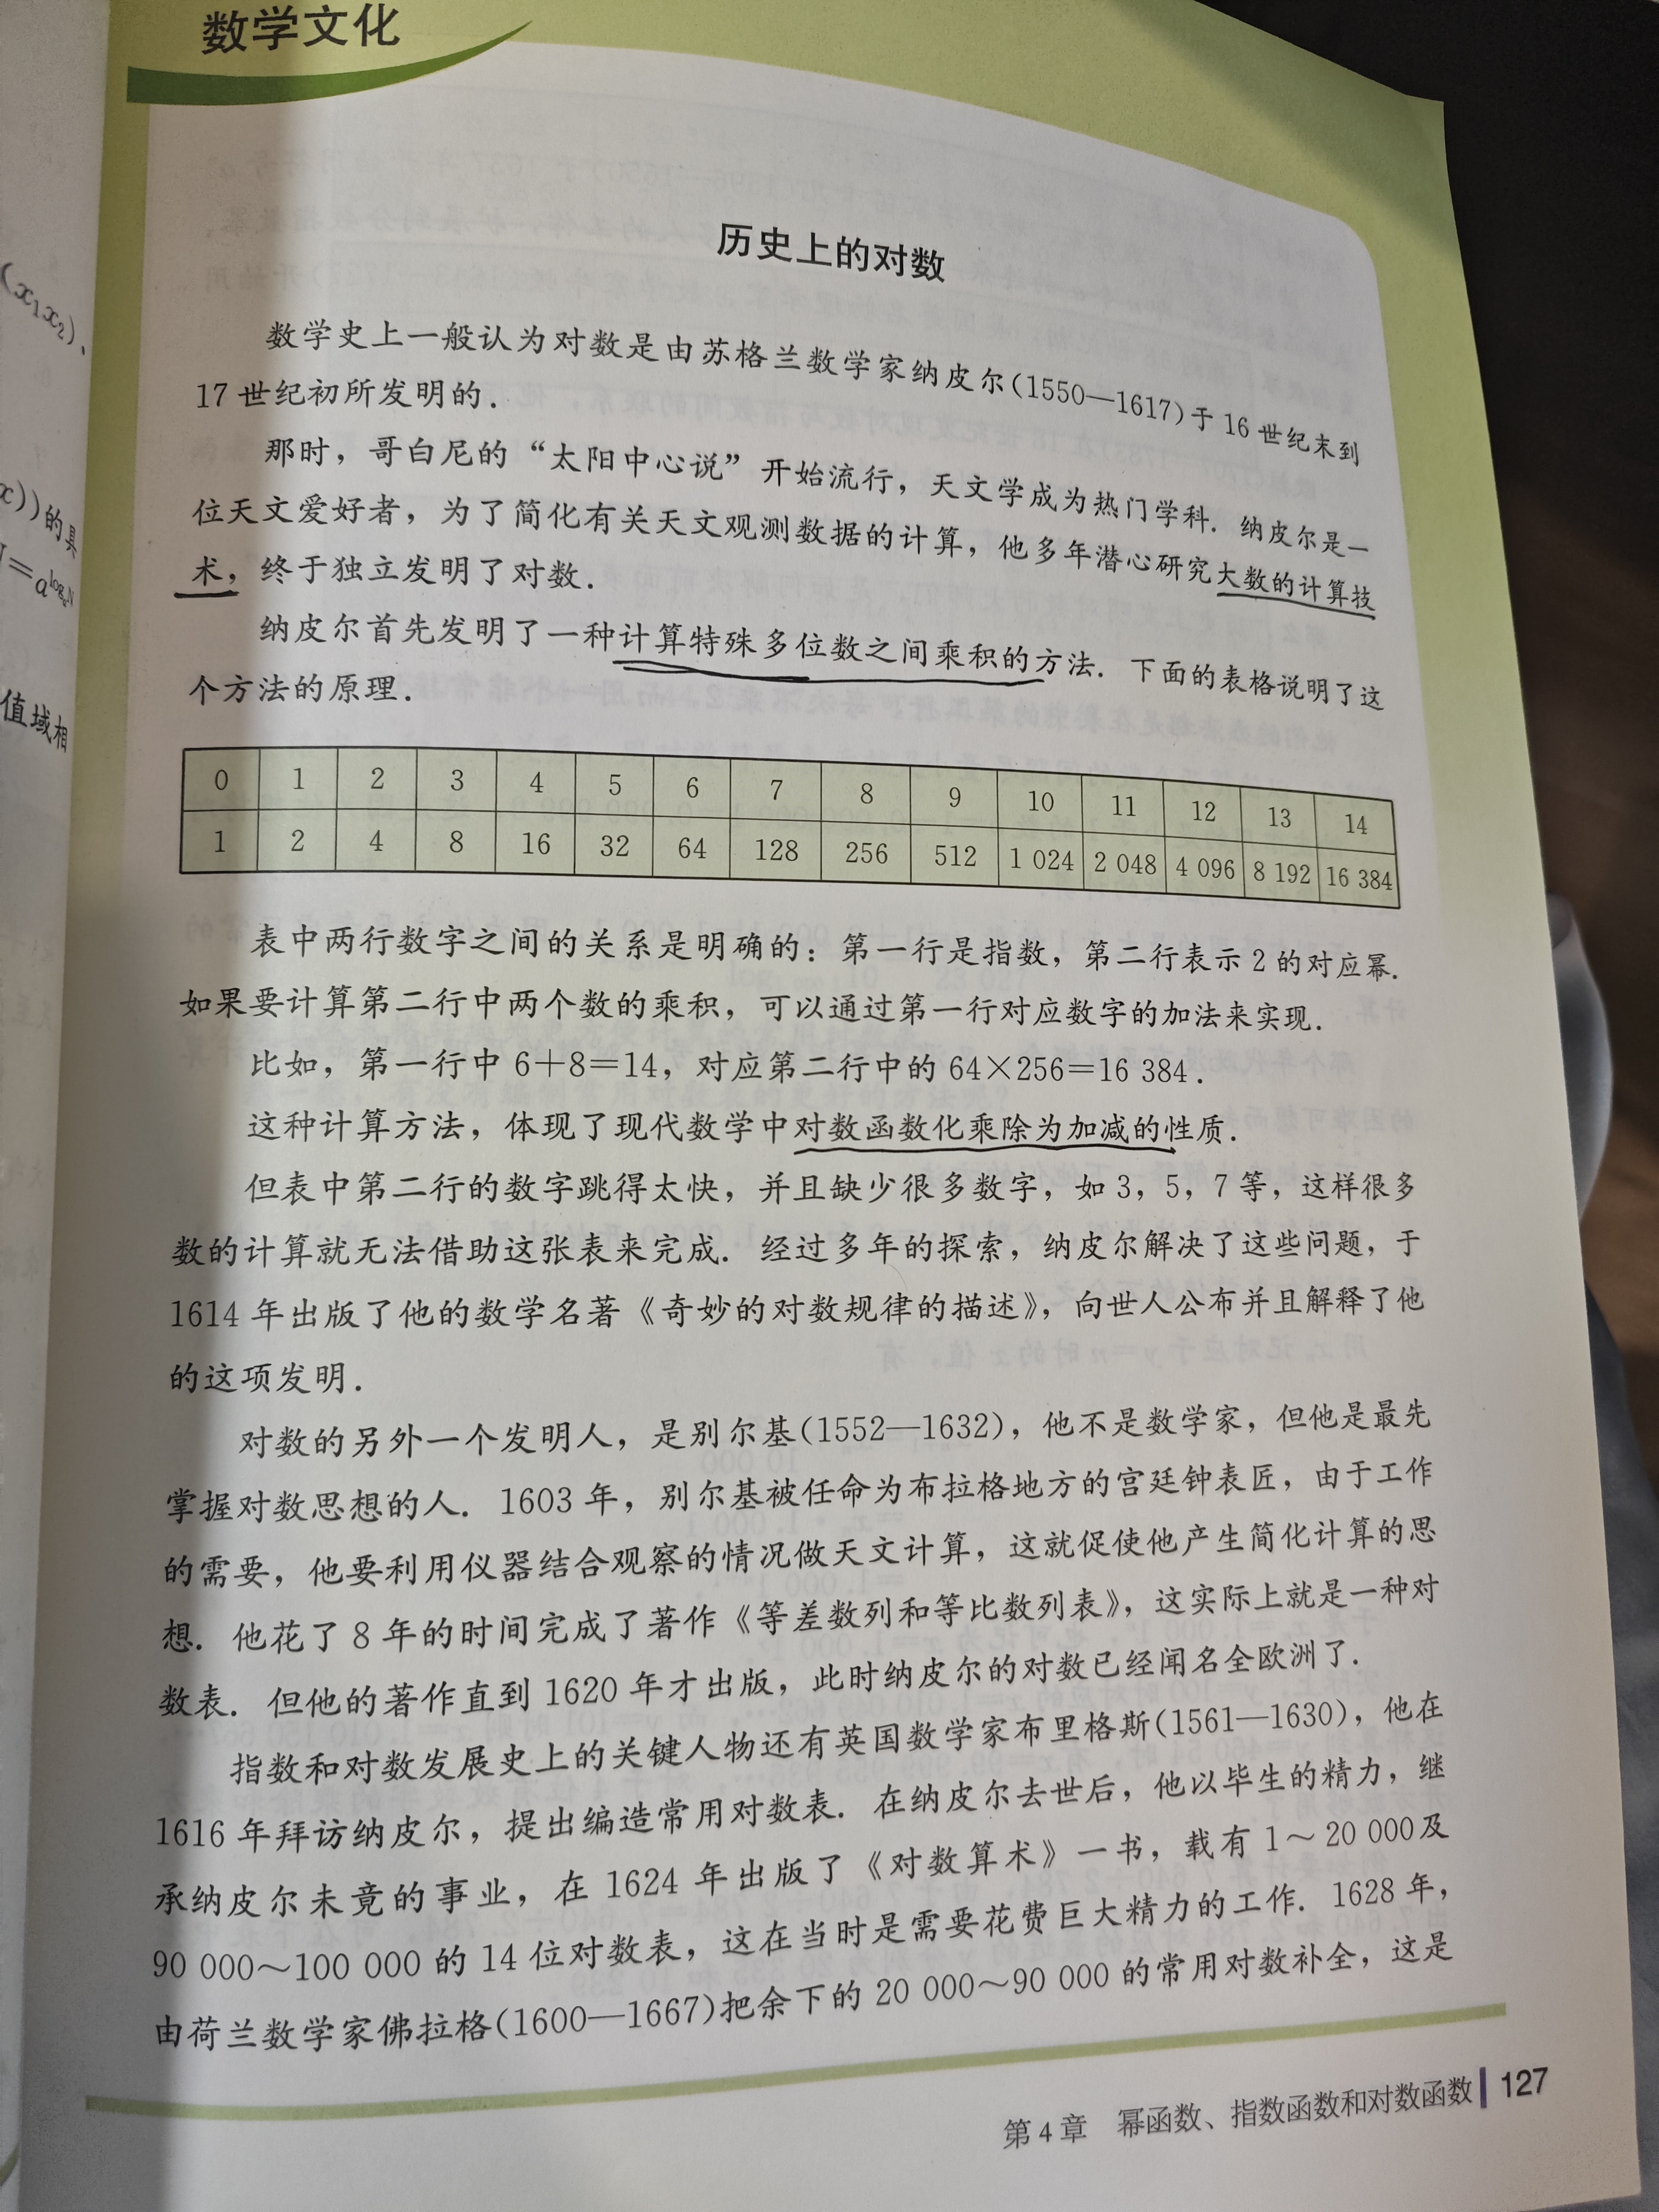 数学文化
历史上的对数
数学史上一般认为对数是由苏格兰数学家纳皮尔(1550—1617)于16世纪末到
17世纪初所发明的.
那时，哥白尼的“太阳中心说”开始流行，天文学成为热门学科. 纳皮尔是一
位天文爱好者，为了简化有关天文观测数据的计算，他多年潜心研究大数的计算技
术，终于独立发明了对数.
纳皮尔首先发明了一种计算特殊多位数之间乘积的方法. 下面的表格说明了这
个方法的原理.
0 1 2 3 4 5 6 7 8 9 10 11 12 13 14
1 2 4 8 16 32 64 128 256 512 1 024 2 048 4 096 8 192 16 384
表中两行数字之间的关系是明确的：第一行是指数，第二行表示2的对应幂.
如果要计算第二行中两个数的乘积，可以通过第一行对应数字的加法来实现.
比如，第一行中6+8=14，对应第二行中的64×256=16 384.
这种计算方法，体现了现代数学中对数函数化乘除为加减的性质.
但表中第二行的数字跳得太快，并且缺少很多数字，如3，5，7等，这样很多
数的计算就无法借助这张表来完成. 经过多年的探索，纳皮尔解决了这些问题，于
1614年出版了他的数学名著《奇妙的对数规律的描述》，向世人公布并且解释了他
的这项发明.
对数的另外一个发明人，是别尔基(1552—1632)，他不是数学家，但他是最先
掌握对数思想的人. 1603年，别尔基被任命为布拉格地方的宫廷钟表匠，由于工作
的需要，他要利用仪器结合观察的情况做天文计算，这就促使他产生简化计算的思
想. 他花了8年的时间完成了著作《等差数列和等比数列表》，这实际上就是一种对
数表. 但他的著作直到1620年才出版，此时纳皮尔的对数已经闻名全欧洲了.
指数和对数发展史上的关键人物还有英国数学家布里格斯(1561—1630)，他在
1616年拜访纳皮尔，提出编造常用对数表. 在纳皮尔去世后，他以毕生的精力，继
承纳皮尔未竟的事业，在1624年出版了《对数算术》一书，载有1～20 000及
90 000～100 000的14位对数表，这在当时是需要花费巨大精力的工作. 1628年，
由荷兰数学家佛拉格(1600—1667)把余下的20 000～90 000的常用对数补全，这是
第4章 幂函数、指数函数和对数函数 127
(x₁x₂)、
x))的具
=a^{logₐN}
值域相